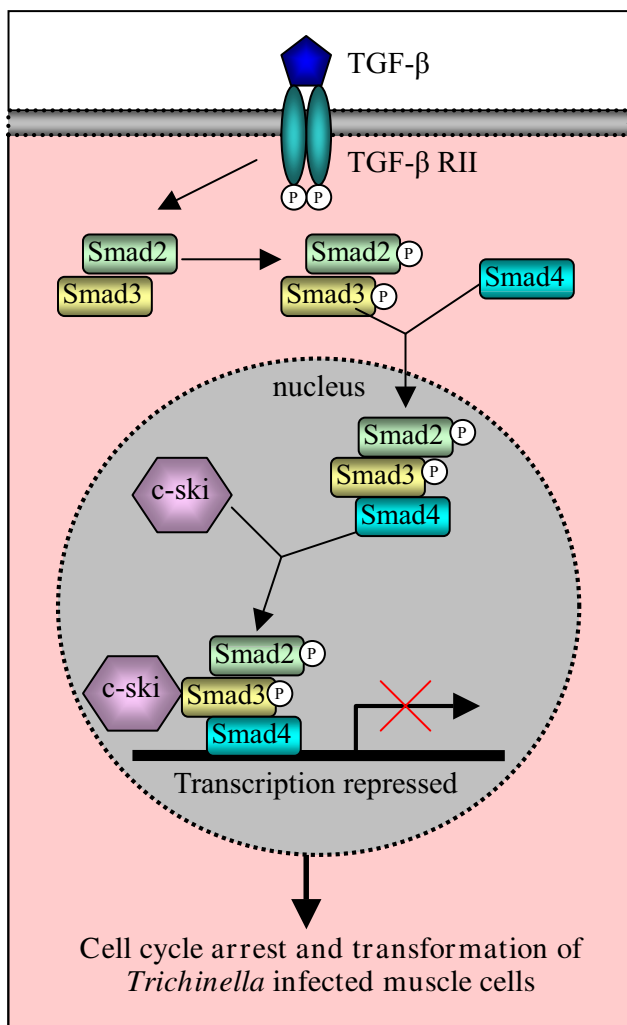 TGF-β
TGF-β RII
P P
Smad2
Smad3
Smad2 P
Smad3 P
Smad4
nucleus
Smad2 P
Smad3 P
Smad4
c-ski
Smad2 P
c-ski
Smad3 P
Smad4
Transcription repressed
Cell cycle arrest and transformation of
Trichinella infected muscle cells